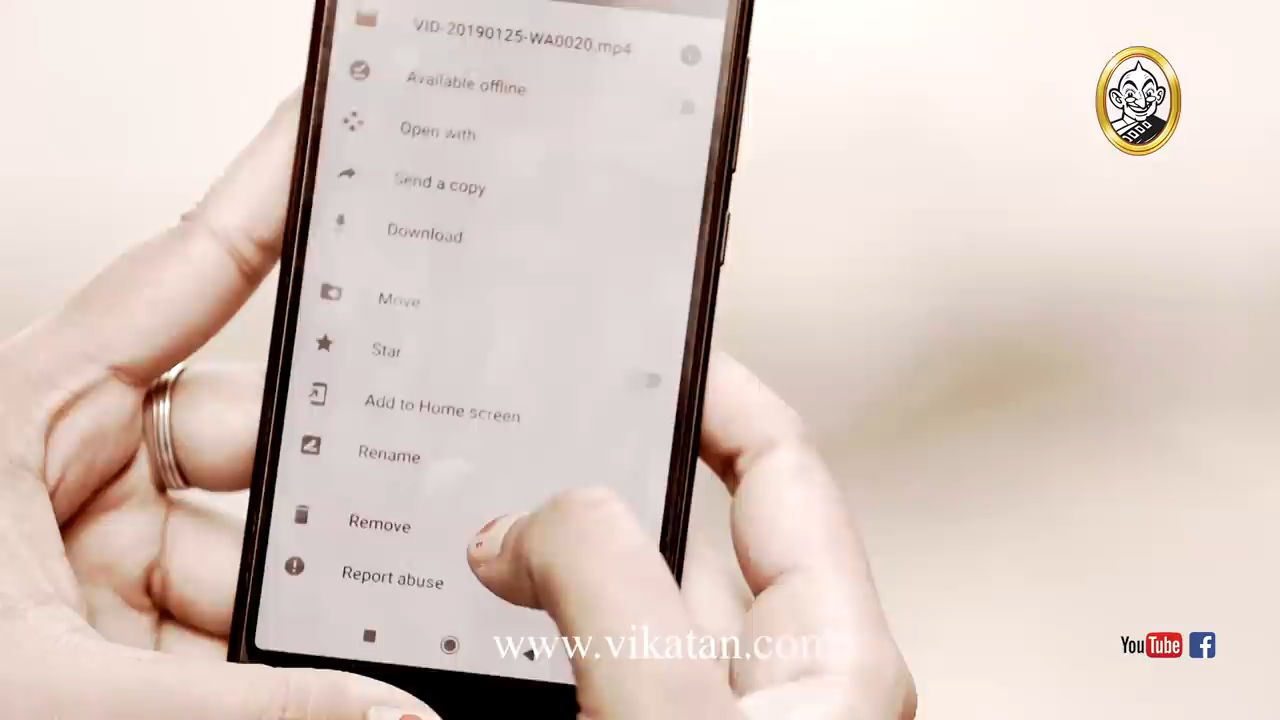 VID-20190125-WA0020.mp4
Available offline
Open with
Send a copy
Download
Move
Star
Add to Home screen
Rename
Remove
Report abuse
www.vikatan.com
YouTube